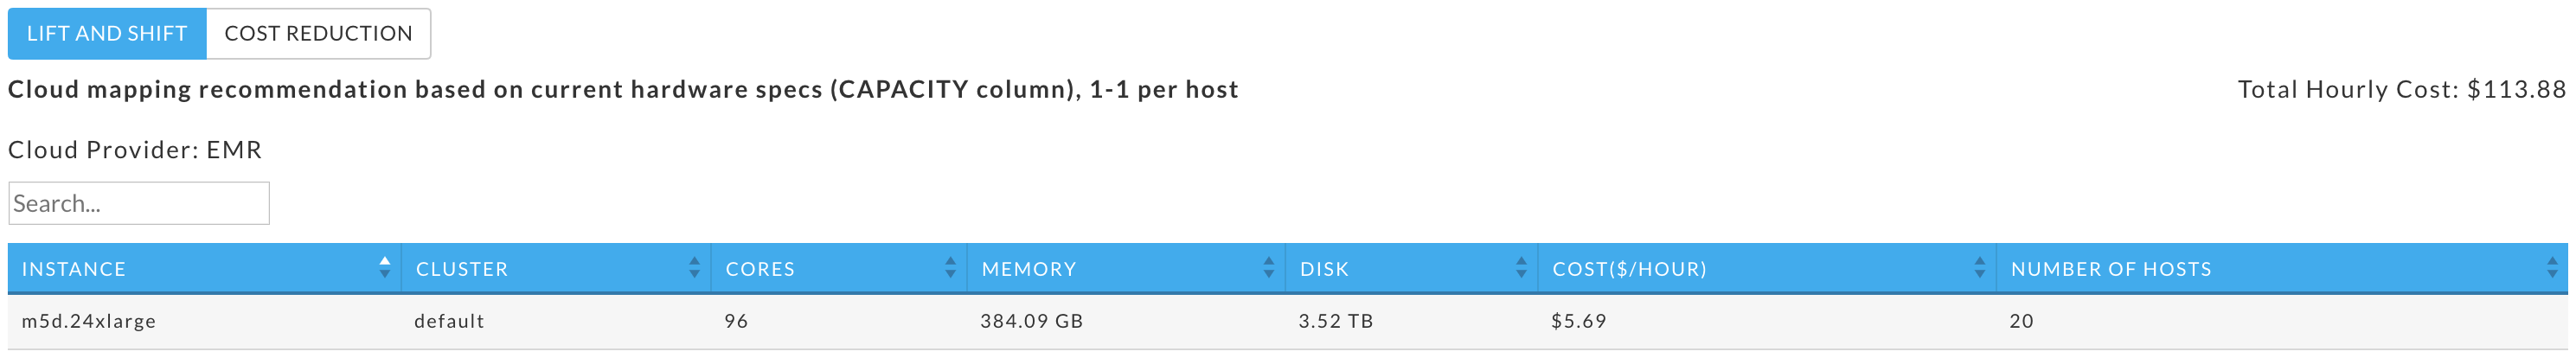 LIFT AND SHIFT COST REDUCTION
Cloud mapping recommendation based on current hardware specs (CAPACITY column), 1-1 per host Total Hourly Cost: $113.88
Cloud Provider: EMR
Search...
INSTANCE CLUSTER CORES MEMORY DISK COST($/HOUR) NUMBER OF HOSTS
m5d.24xlarge default 96 384.09 GB 3.52 TB $5.69 20